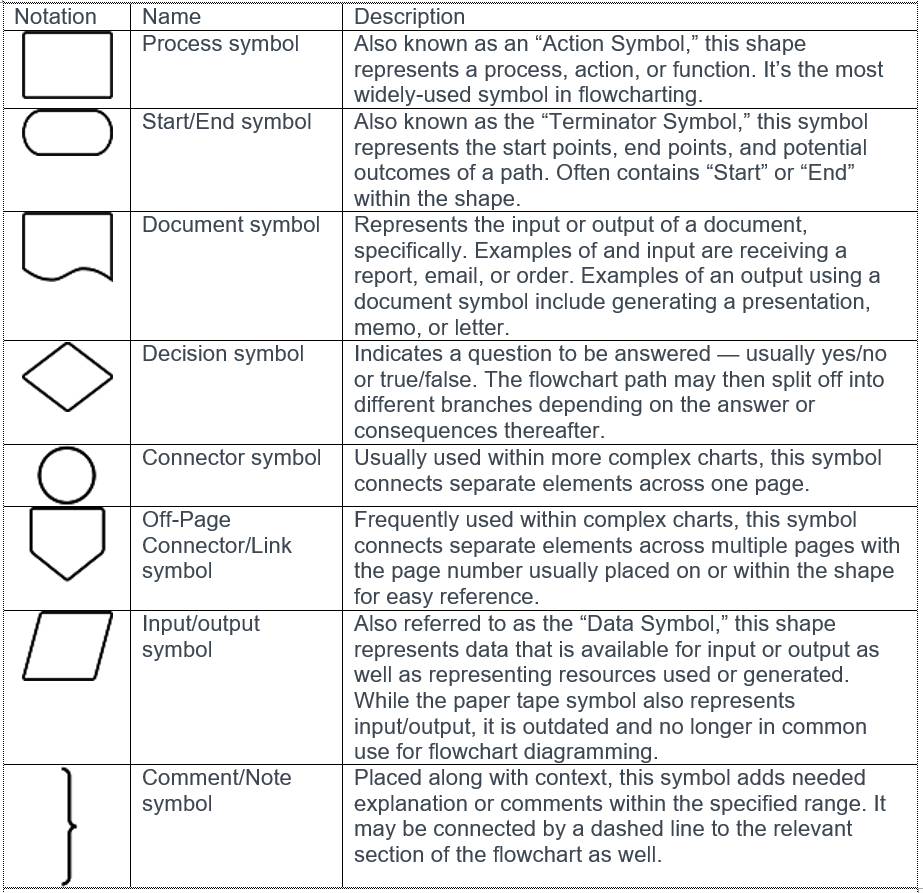 Notation Name Description
Process symbol Also known as an “Action Symbol,” this shape
represents a process, action, or function. It’s the most
widely-used symbol in flowcharting.
Start/End symbol Also known as the “Terminator Symbol,” this symbol
represents the start points, end points, and potential
outcomes of a path. Often contains “Start” or “End”
within the shape.
Document symbol Represents the input or output of a document,
specifically. Examples of and input are receiving a
report, email, or order. Examples of an output using a
document symbol include generating a presentation,
memo, or letter.
Decision symbol Indicates a question to be answered — usually yes/no
or true/false. The flowchart path may then split off into
different branches depending on the answer or
consequences thereafter.
Connector symbol Usually used within more complex charts, this symbol
connects separate elements across one page.
Off-Page Frequently used within complex charts, this symbol
Connector/Link connects separate elements across multiple pages with
symbol the page number usually placed on or within the shape
for easy reference.
Input/output Also referred to as the “Data Symbol,” this shape
symbol represents data that is available for input or output as
well as representing resources used or generated.
While the paper tape symbol also represents
input/output, it is outdated and no longer in common
use for flowchart diagramming.
Comment/Note Placed along with context, this symbol adds needed
symbol explanation or comments within the specified range. It
may be connected by a dashed line to the relevant
section of the flowchart as well.